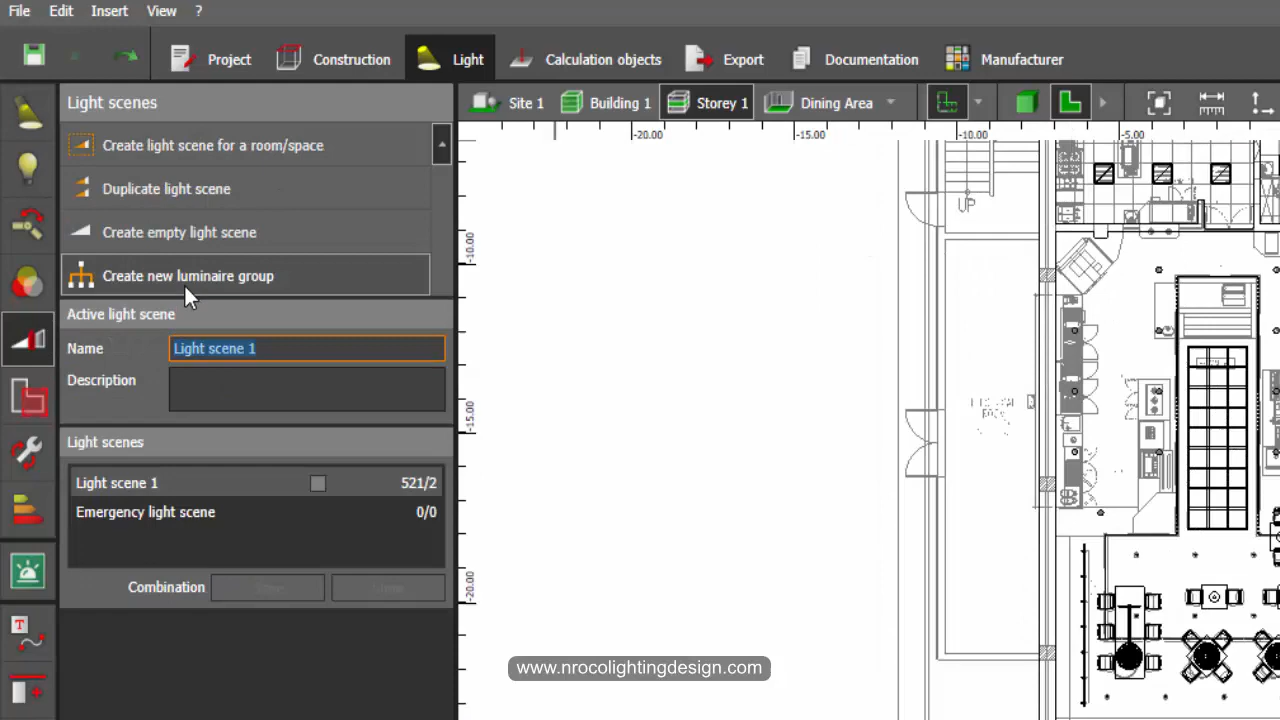 File Edit Insert View ?
Project Construction Light Calculation objects Export Documentation Manufacturer
Light scenes
Site 1 Building 1 Storey 1 Dining Area
Create light scene for a room/space
-20.00 -15.00 -10.00 -5.00
Duplicate light scene
UP
Create empty light scene
-10.00
Create new luminaire group
Active light scene
Name Light scene 1
Description
-15.00
Light scenes
Light scene 1 521/2
Emergency light scene 0/0
Combination
-20.00
www.nrocolightingdesign.com